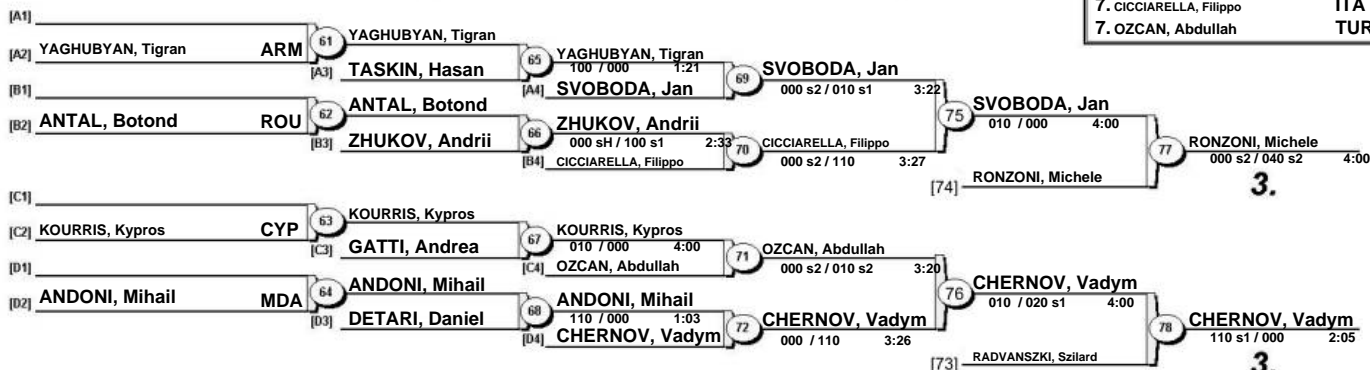 7. CICCIARELLA, Filippo ITA
7. OZCAN, Abdullah TUR
[A1]
[A2] YAGHUBYAN, Tigran ARM
61
YAGHUBYAN, Tigran
[A3] TASKIN, Hasan
65
YAGHUBYAN, Tigran
100 / 000 1:21
[A4] SVOBODA, Jan
69
SVOBODA, Jan
000 s2 / 010 s1 3:22
[B1]
[B2] ANTAL, Botond ROU
62
ANTAL, Botond
[B3] ZHUKOV, Andrii
66
ZHUKOV, Andrii
000 sH / 100 s1 2:33
[B4] CICCIARELLA, Filippo
70
CICCIARELLA, Filippo
000 s2 / 110 3:27
75
SVOBODA, Jan
010 / 000 4:00
[74] RONZONI, Michele
77
RONZONI, Michele
000 s2 / 040 s2 4:00
3.
[C1]
[C2] KOURRIS, Kypros CYP
63
KOURRIS, Kypros
[C3] GATTI, Andrea
67
KOURRIS, Kypros
010 / 000 4:00
[C4] OZCAN, Abdullah
71
OZCAN, Abdullah
000 s2 / 010 s2 3:20
[D1]
[D2] ANDONI, Mihail MDA
64
ANDONI, Mihail
[D3] DETARI, Daniel
68
ANDONI, Mihail
110 / 000 1:03
[D4] CHERNOV, Vadym
72
CHERNOV, Vadym
000 / 110 3:26
76
CHERNOV, Vadym
010 / 020 s1 4:00
[73] RADVANSZKI, Szilard
78
CHERNOV, Vadym
110 s1 / 000 2:05
3.